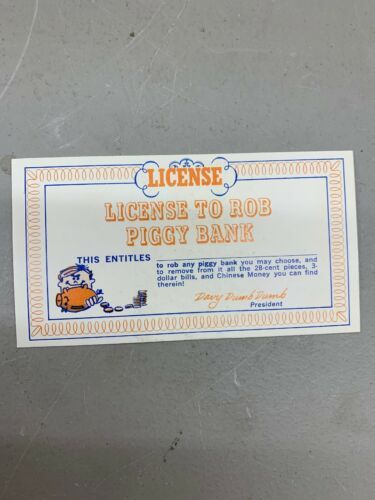 LICENSE
LICENSE TO ROB
PIGGY BANK
THIS ENTITLES
to rob any piggy bank you may choose, and
to remove from it all the 28-cent pieces, 3-
dollar bills, and Chinese Money you can find
therein!
Davy Dumb Dumb
President